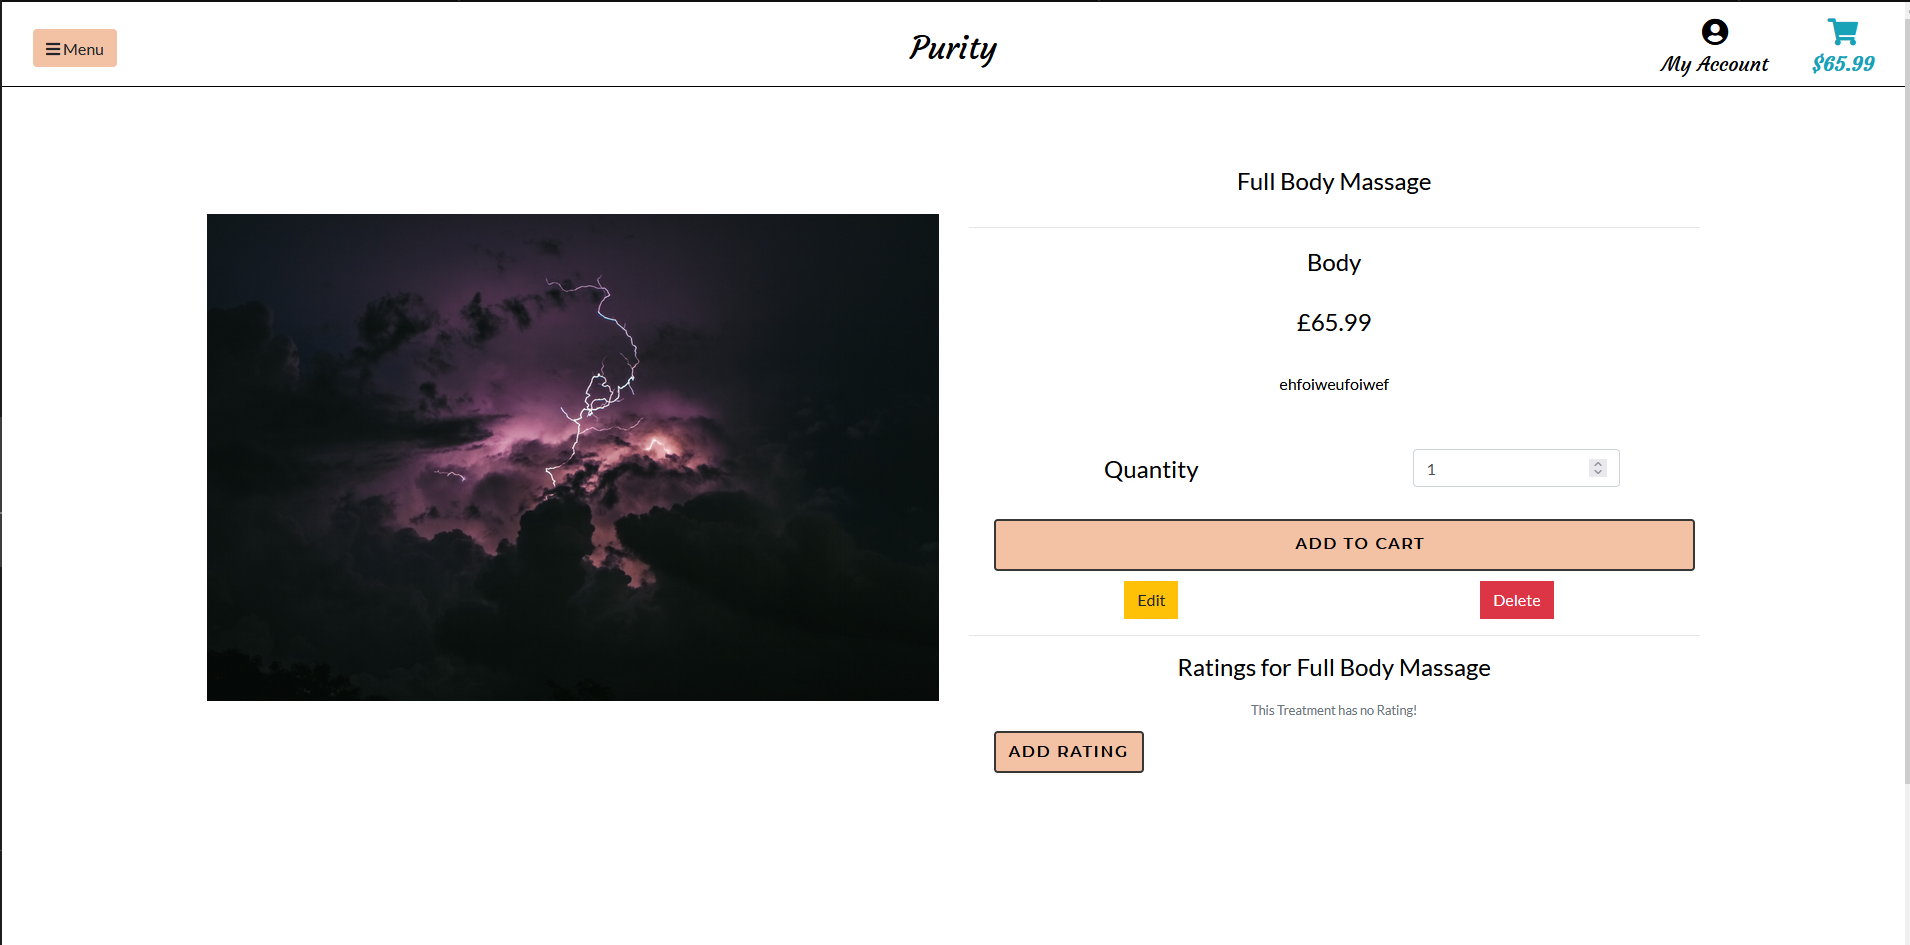 Menu
Purity
My Account
$65.99
Full Body Massage
Body
£65.99
ehfoiweufoiwef
Quantity
1
ADD TO CART
Edit
Delete
Ratings for Full Body Massage
This Treatment has no Rating!
ADD RATING